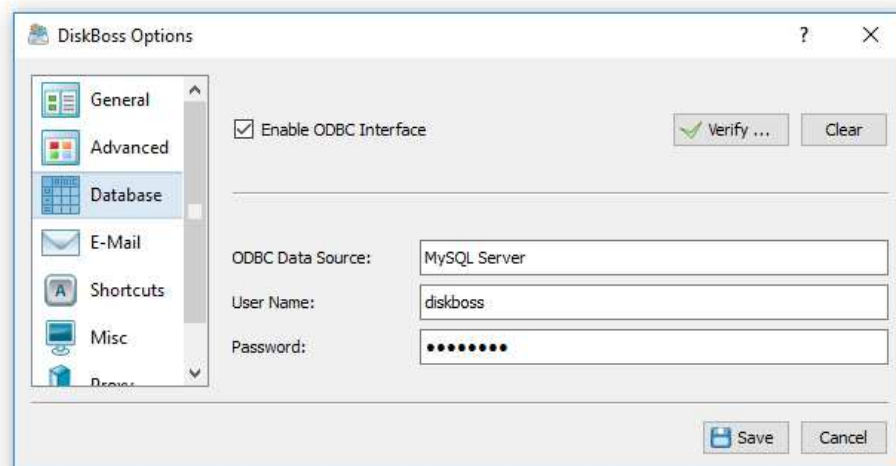 DiskBoss Options
?
General
Advanced
Database
E-Mail
A
Shortcuts
Misc
Proxy
Enable ODBC Interface
Verify ...
Clear
ODBC Data Source:
MySQL Server
User Name:
diskboss
Password:
••••••••
Save
Cancel